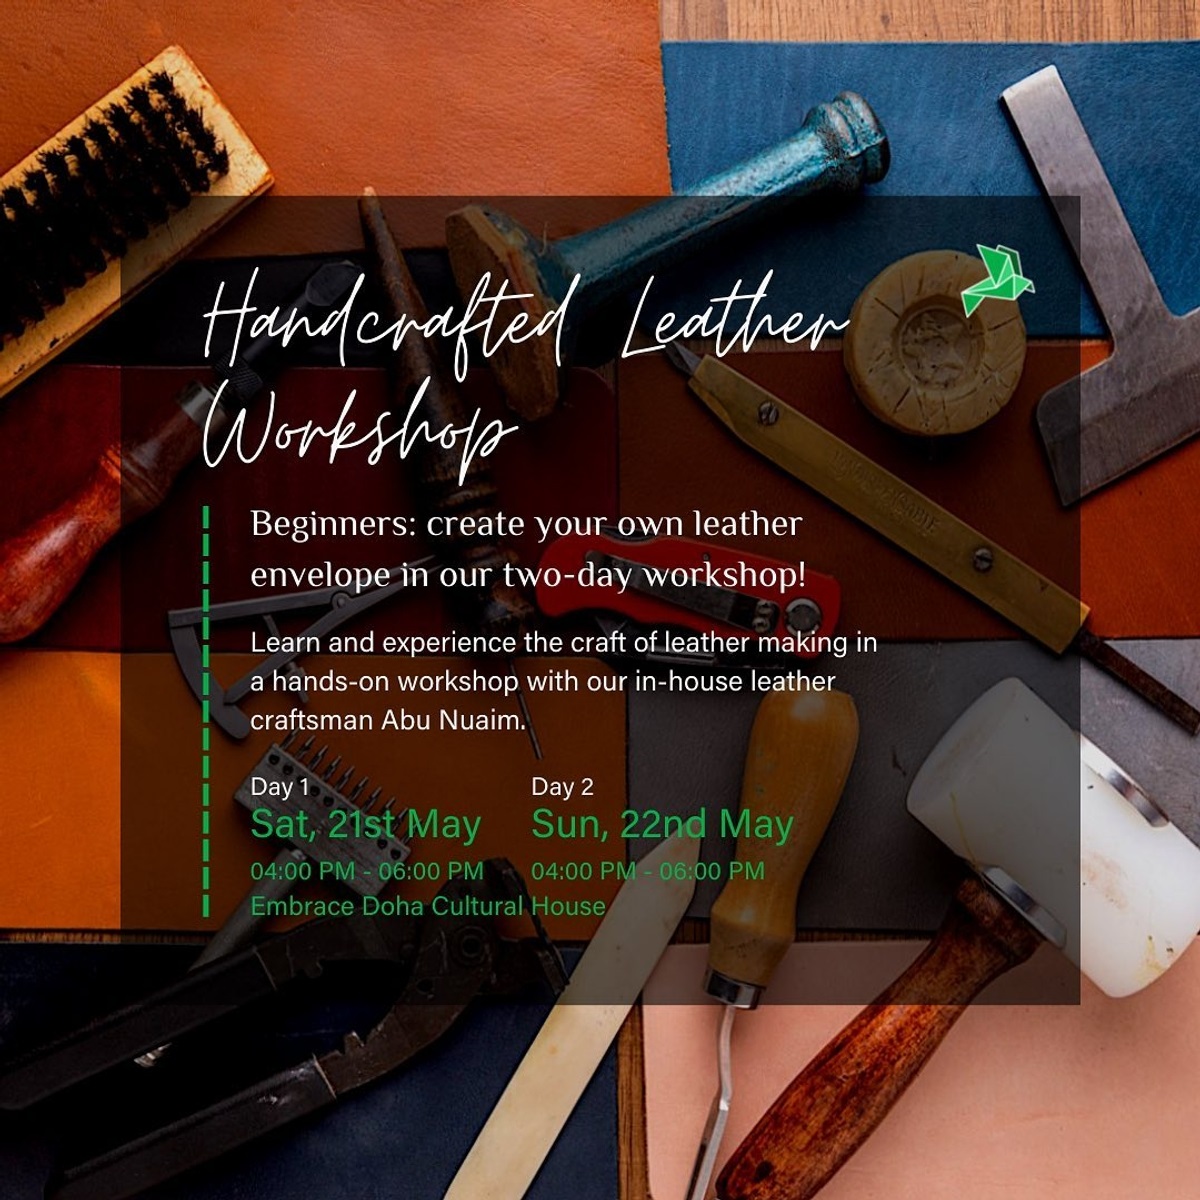 Handcrafted Leather
Workshop
Beginners: create your own leather
envelope in our two-day workshop!
Learn and experience the craft of leather making in
a hands-on workshop with our in-house leather
craftsman Abu Nuaim.
Day 1
Sat, 21st May
04:00 PM - 06:00 PM
Day 2
Sun, 22nd May
04:00 PM - 06:00 PM
Embrace Doha Cultural House